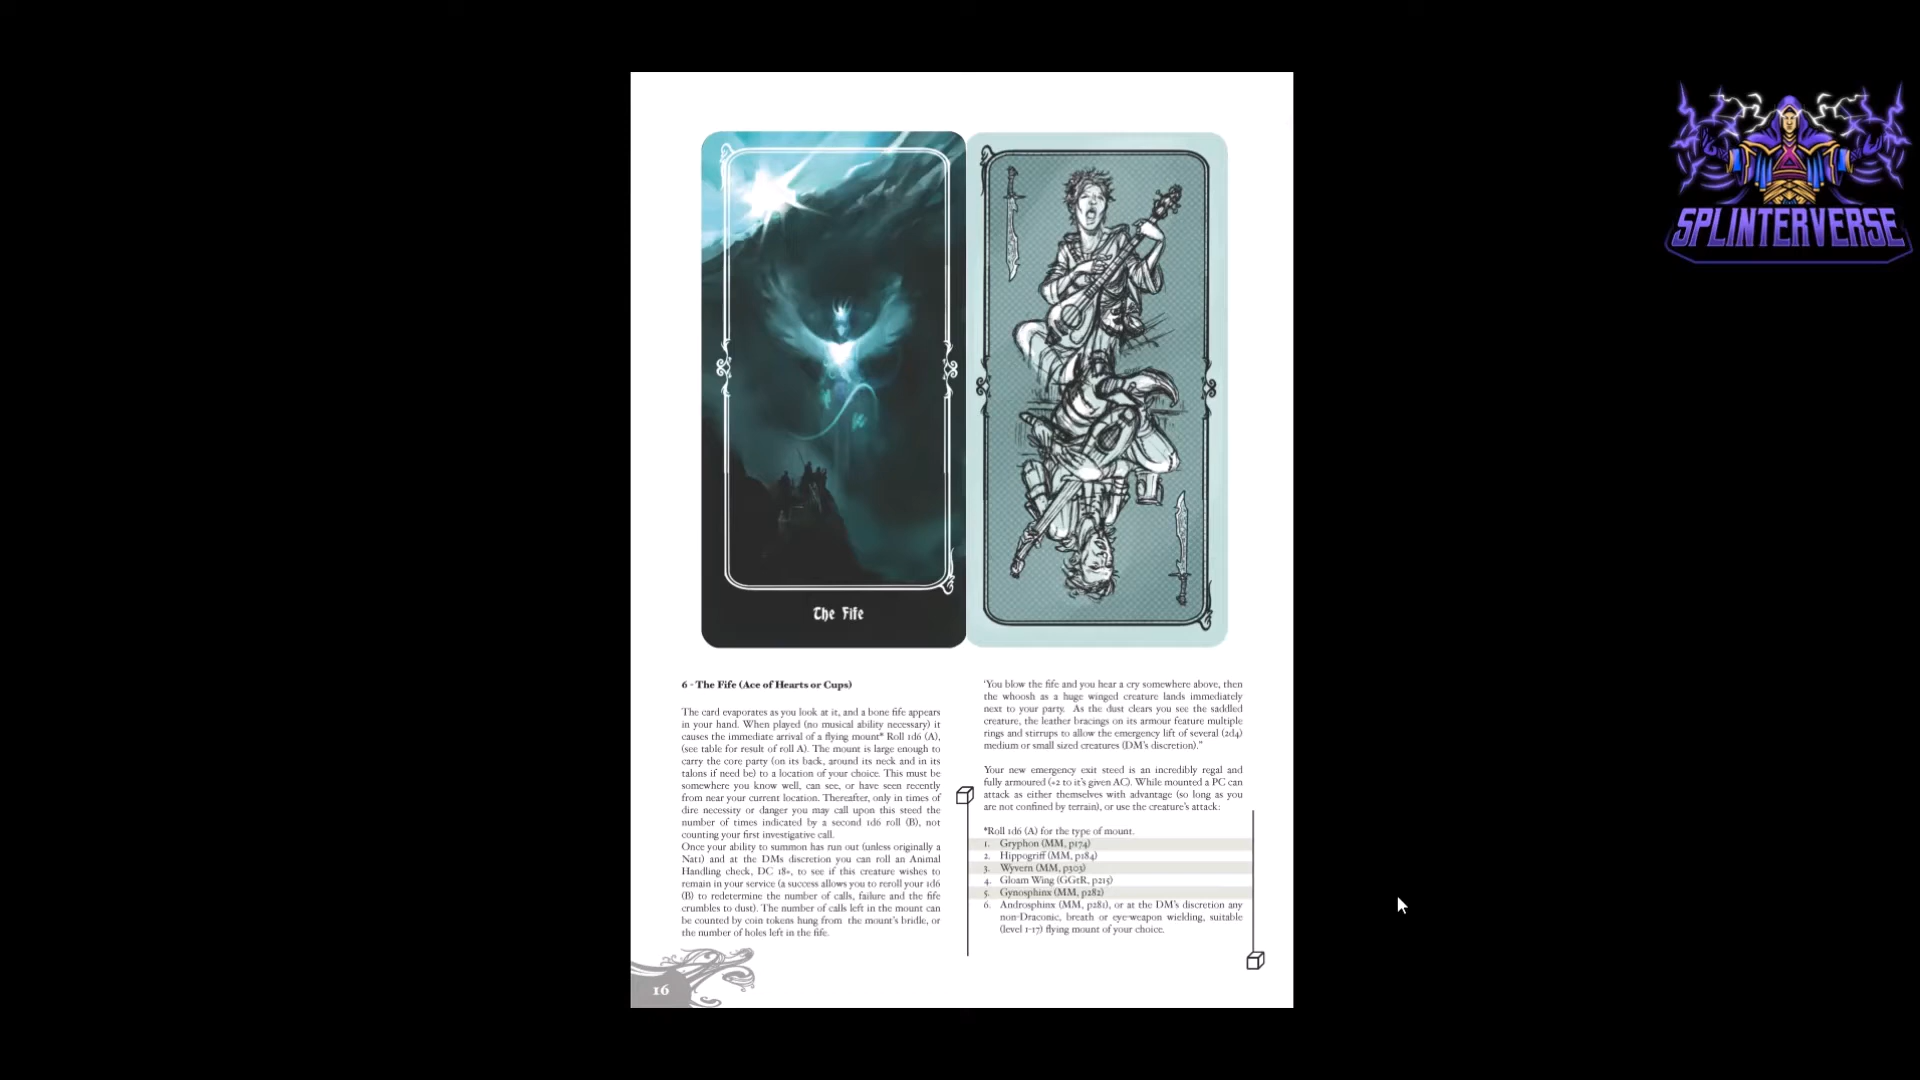 SPLINTERVERSE
The Fife
6 - The Fife (Ace of Hearts or Cups)
The card evaporates as you look at it, and a bone fife appears
in your hand. When played (no musical ability necessary) it
causes the immediate arrival of a flying mount* Roll 1d6 (A),
(see table for result of roll A). The mount is large enough to
carry the core party (on its back, around its neck and in its
talons if need be) to a location of your choice. This must be
somewhere you know well, can see, or have seen recently
from near your current location. Thereafter, only in times of
dire necessity or danger you may call upon this steed the
number of times indicated by a second 1d6 roll (B), not
counting your first investigative call.
Once your ability to summon has run out (unless originally a
Nat1) and at the DMs discretion you can roll an Animal
Handling check, DC 18+, to see if this creature wishes to
remain in your service (a success allows you to reroll your 1d6
(B) to redetermine the number of calls, failure and the fife
crumbles to dust). The number of calls left in the mount can
be counted by coin tokens hung from the mount's bridle, or
the number of holes left in the fife.
'You blow the fife and you hear a cry somewhere above, then
the whoosh as a huge winged creature lands immediately
next to your party. As the dust clears you see the saddled
creature, the leather bracings on its armour feature multiple
rings and stirrups to allow the emergency lift of several (2d4)
medium or small sized creatures (DM's discretion)."
Your new emergency exit steed is an incredibly regal and
fully armoured (+2 to it's given AC). While mounted a PC can
attack as either themselves with advantage (so long as you
are not confined by terrain), or use the creature's attack:
*Roll 1d6 (A) for the type of mount.
1. Gryphon (MM, p174)
2. Hippogriff (MM, p184)
3. Wyvern (MM, p303)
4. Gloam Wing (GGtR, p215)
5. Gynosphinx (MM, p282)
6. Androsphinx (MM, p281), or at the DM's discretion any
non-Draconic, breath or eye-weapon wielding, suitable
(level 1-17) flying mount of your choice.
16